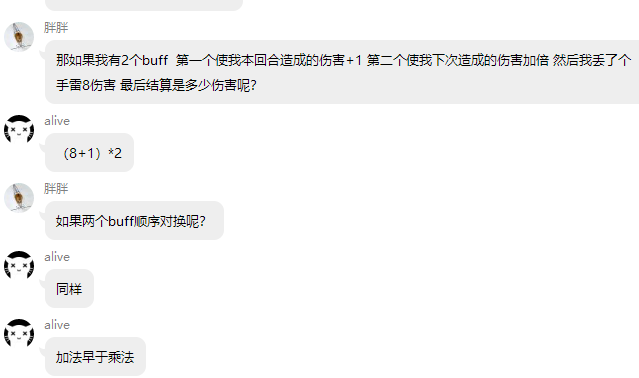 胖胖
那如果我有2个buff  第一个使我本回合造成的伤害+1 第二个使我下次造成的伤害加倍 然后我丢了个
手雷8伤害 最后结算是多少伤害呢?
alive
（8+1）*2
胖胖
如果两个buff顺序对换呢?
alive
同样
alive
加法早于乘法